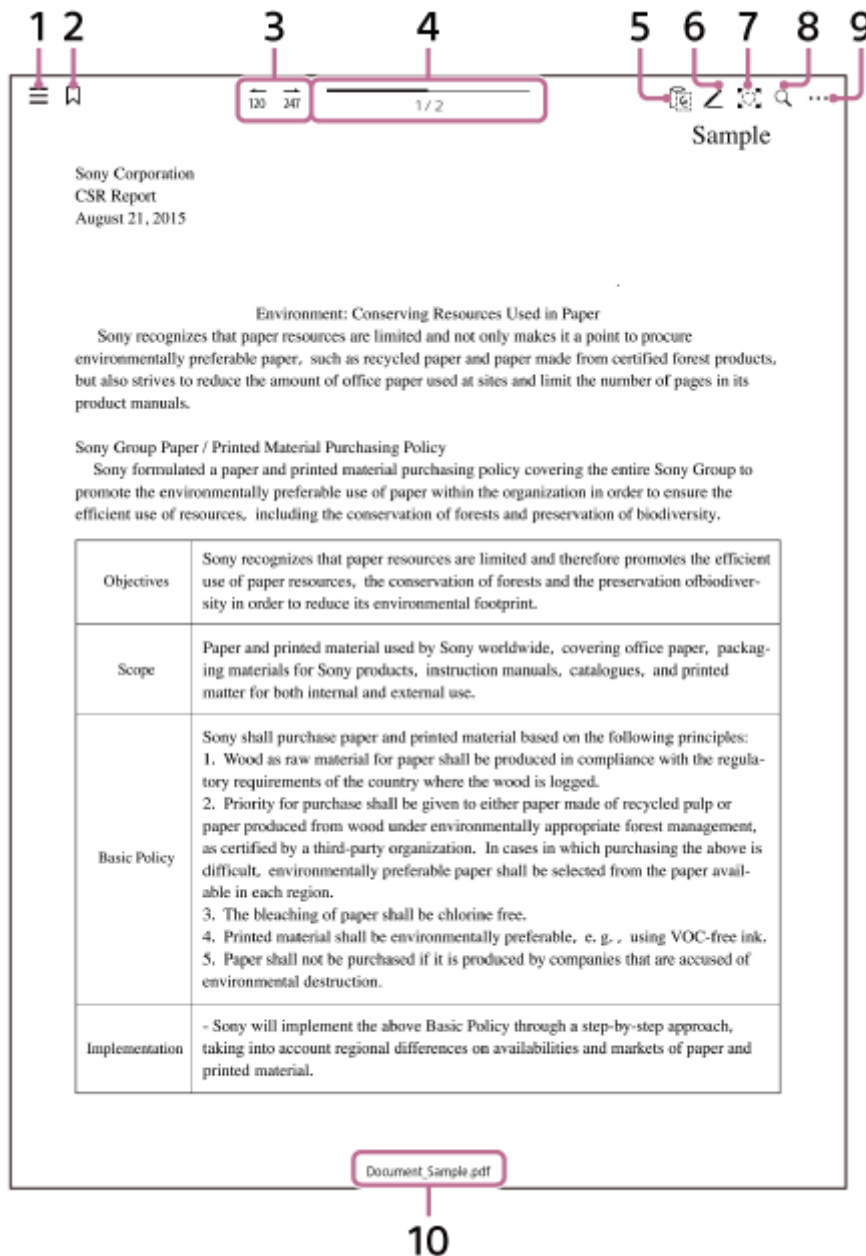 1 2 3 4 5 6 7 8 9
120 247 1 / 2
Sample
Sony Corporation
CSR Report
August 21, 2015
Environment: Conserving Resources Used in Paper
Sony recognizes that paper resources are limited and not only makes it a point to procure
environmentally preferable paper, such as recycled paper and paper made from certified forest products,
but also strives to reduce the amount of office paper used at sites and limit the number of pages in its
product manuals.
Sony Group Paper / Printed Material Purchasing Policy
Sony formulated a paper and printed material purchasing policy covering the entire Sony Group to
promote the environmentally preferable use of paper within the organization in order to ensure the
efficient use of resources, including the conservation of forests and preservation of biodiversity.
Objectives
Sony recognizes that paper resources are limited and therefore promotes the efficient
use of paper resources, the conservation of forests and the preservation ofbiodiver-
sity in order to reduce its environmental footprint.
Scope
Paper and printed material used by Sony worldwide, covering office paper, packag-
ing materials for Sony products, instruction manuals, catalogues, and printed
matter for both internal and external use.
Basic Policy
Sony shall purchase paper and printed material based on the following principles:
1. Wood as raw material for paper shall be produced in compliance with the regula-
tory requirements of the country where the wood is logged.
2. Priority for purchase shall be given to either paper made of recycled pulp or
paper produced from wood under environmentally appropriate forest management,
as certified by a third-party organization. In cases in which purchasing the above is
difficult, environmentally preferable paper shall be selected from the paper avail-
able in each region.
3. The bleaching of paper shall be chlorine free.
4. Printed material shall be environmentally preferable, e. g. , using VOC-free ink.
5. Paper shall not be purchased if it is produced by companies that are accused of
environmental destruction.
Implementation
- Sony will implement the above Basic Policy through a step-by-step approach,
taking into account regional differences on availabilities and markets of paper and
printed material.
Document_Sample.pdf
10